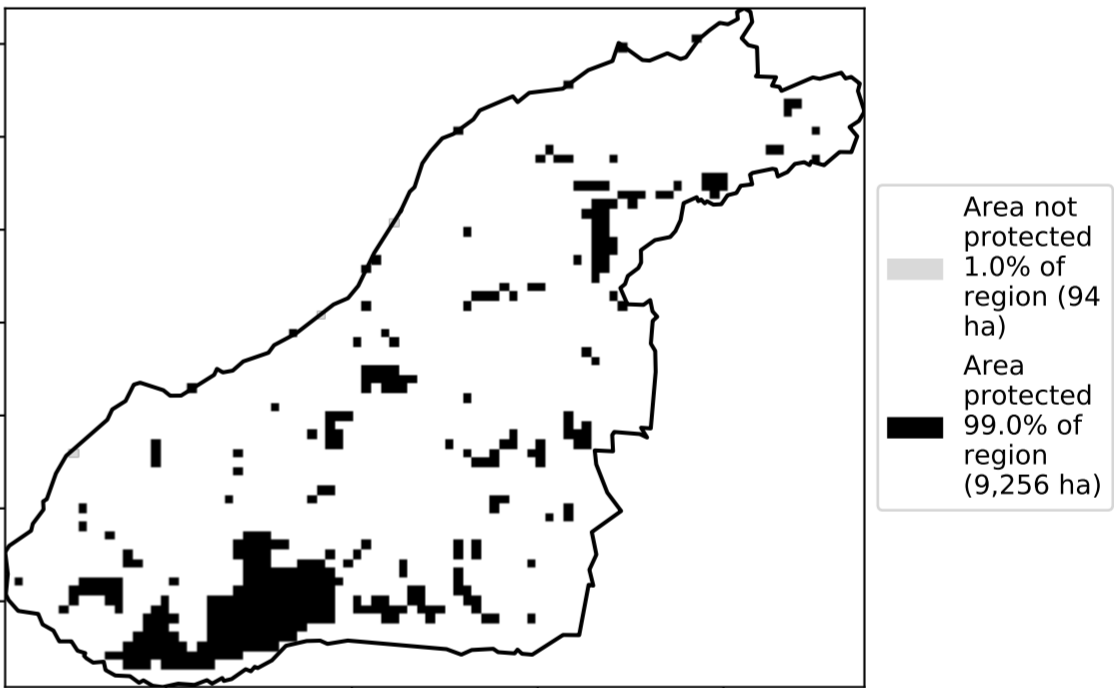 Area not
protected
1.0% of
region (94
ha)
Area
protected
99.0% of
region
(9,256 ha)